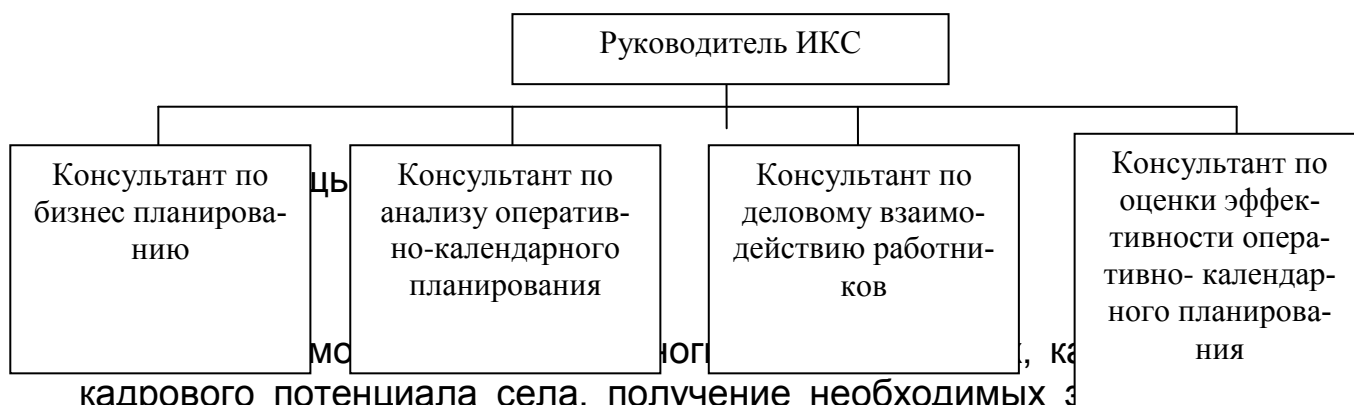 Руководитель ИКС
Консультант по
бизнес планирова-
нию
Консультант по
анализу оператив-
но-календарного
планирования
Консультант по
деловому взаимо-
действию работни-
ков
Консультант по
оценки эффек-
тивности опера-
тивно- календар-
ного планирова-
ния
кадрового потенциала села, получение необходимых